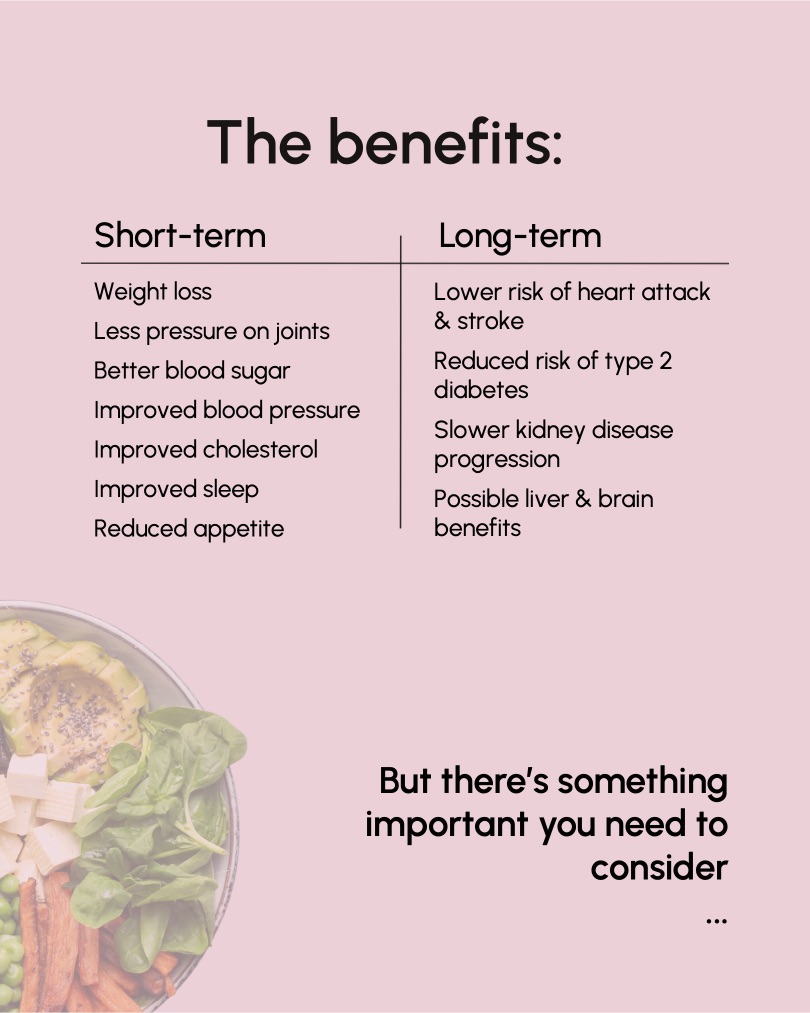 The benefits:
Short-term
Weight loss
Less pressure on joints
Better blood sugar
Improved blood pressure
Improved cholesterol
Improved sleep
Reduced appetite
Long-term
Lower risk of heart attack
& stroke
Reduced risk of type 2
diabetes
Slower kidney disease
progression
Possible liver & brain
benefits
But there’s something
important you need to
consider
...